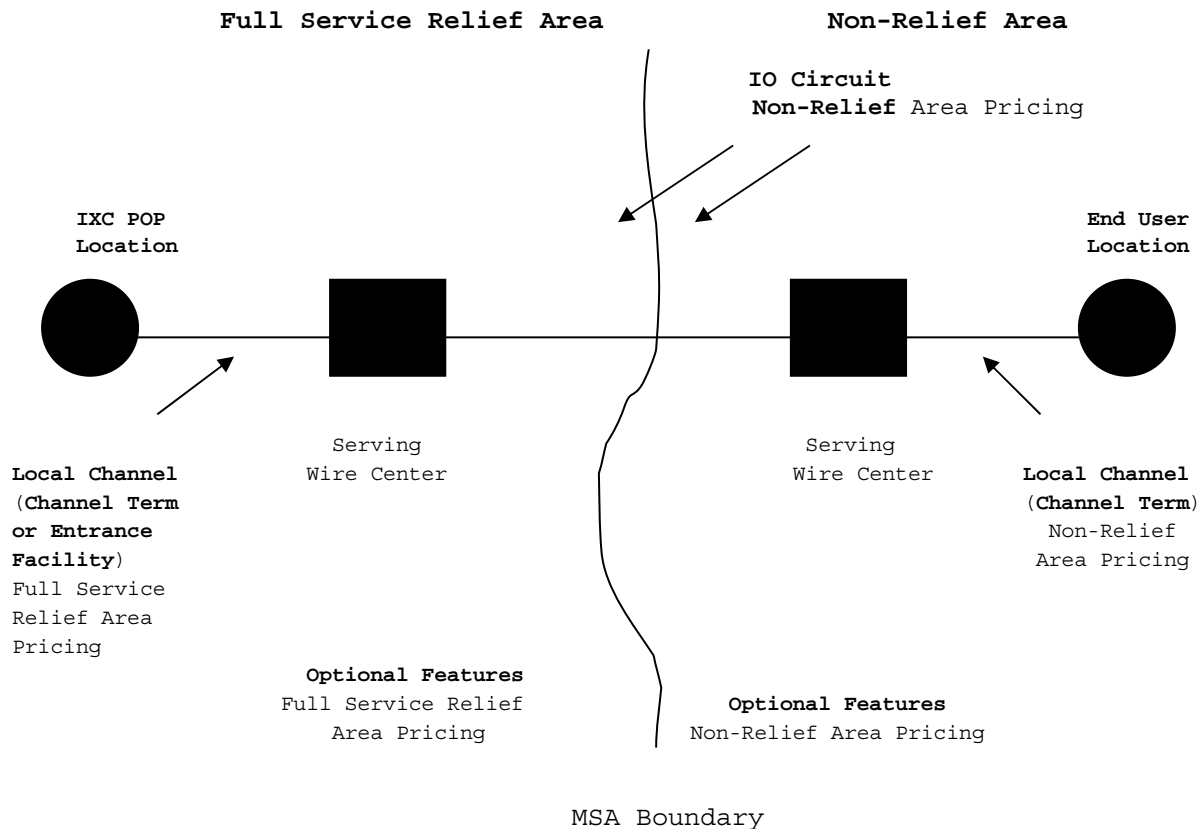 Full Service Relief Area
Non-Relief Area
IO Circuit
Non-Relief Area Pricing
IXC POP
Location
End User
Location
Serving
Wire Center
Serving
Wire Center
Local Channel
(Channel Term
or Entrance
Facility)
Full Service
Relief Area
Pricing
Local Channel
(Channel Term)
Non-Relief
Area Pricing
Optional Features
Full Service Relief
Area Pricing
Optional Features
Non-Relief Area Pricing
MSA Boundary